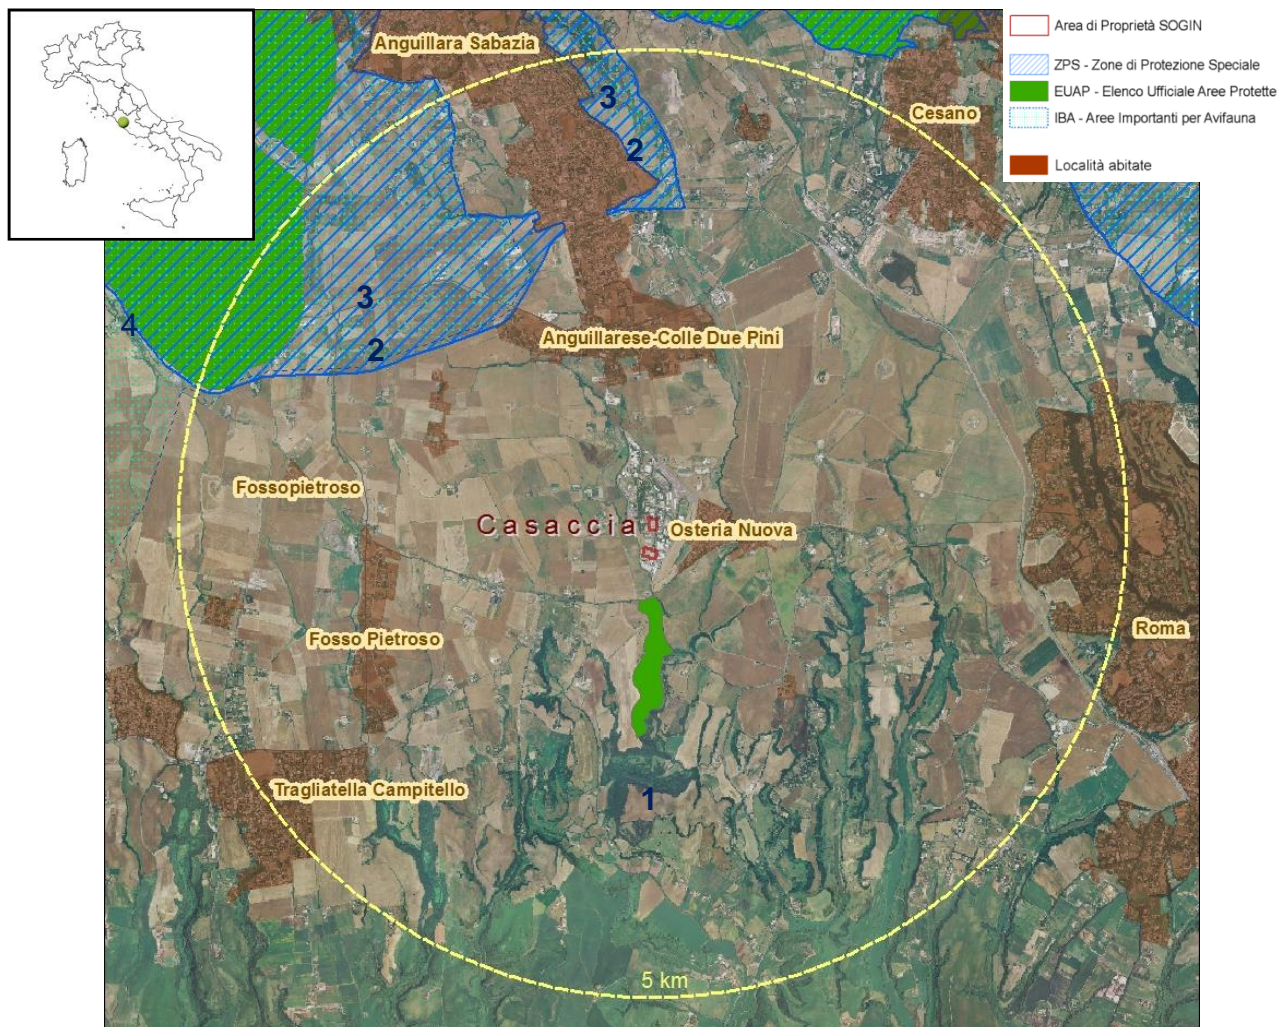 Area di Proprietà SOGIN
ZPS - Zone di Protezione Speciale
EUAP - Elenco Ufficiale Aree Protette
IBA - Aree Importanti per Avifauna
Località abitate
Anguillara Sabazia
3
Cesano
2
3
4
2
Anguillarese-Colle Due Pini
Fossopietroso
Casaccia
Osteria Nuova
Fosso Pietroso
Roma
Tragliatella Campitello
1
5 km